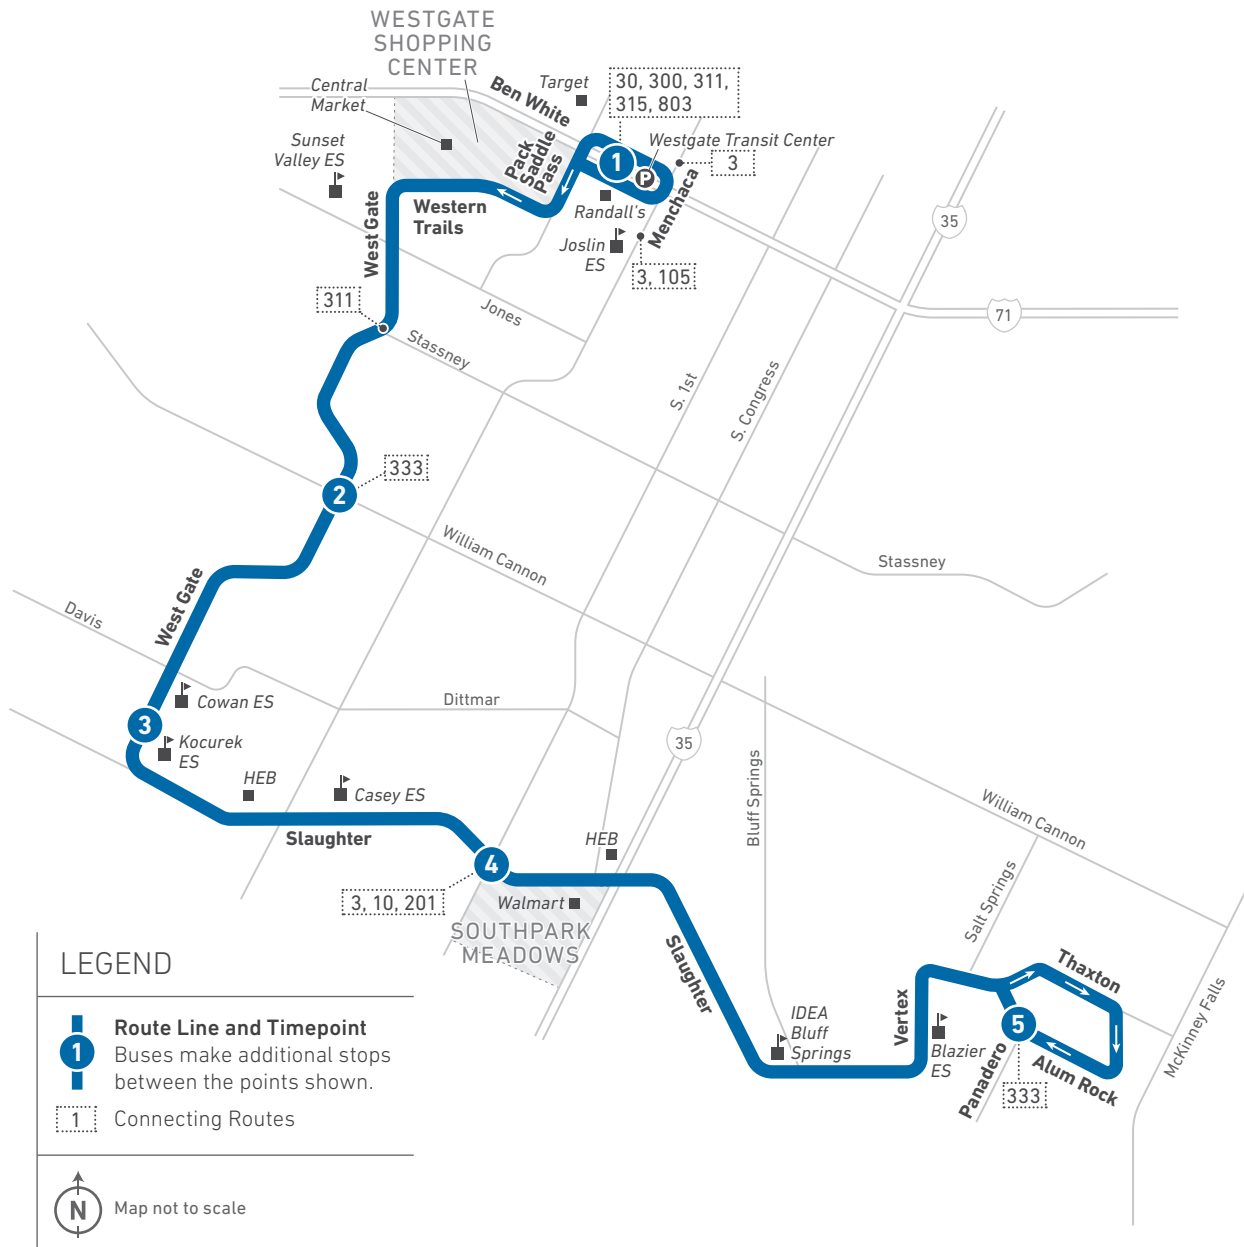 WESTGATE
SHOPPING
CENTER
Central
Market
Ben White
Target
30, 300, 311,
315, 803
Sunset
Valley ES
Pack
Saddle
Pass
1
Westgate Transit Center
P
3
Western
Trails
Randall's
Menchaca
West Gate
Joslin
ES
3, 105
35
311
Jones
71
Stassney
S. 1st
S. Congress
333
2
William Cannon
Stassney
West Gate
Davis
Cowan ES
Dittmar
3
Kocurek
ES
35
HEB
Casey ES
Bluff Springs
William Cannon
Slaughter
HEB
4
3, 10, 201
Walmart
Salt Springs
SOUTHPARK
MEADOWS
Slaughter
Thaxton
McKinney Falls
Vertex
IDEA
Bluff
Springs
5
Blazier
ES
Panadero
Alum Rock
333
LEGEND
Route Line and Timepoint
1
Buses make additional stops
between the points shown.
1
Connecting Routes
N
Map not to scale